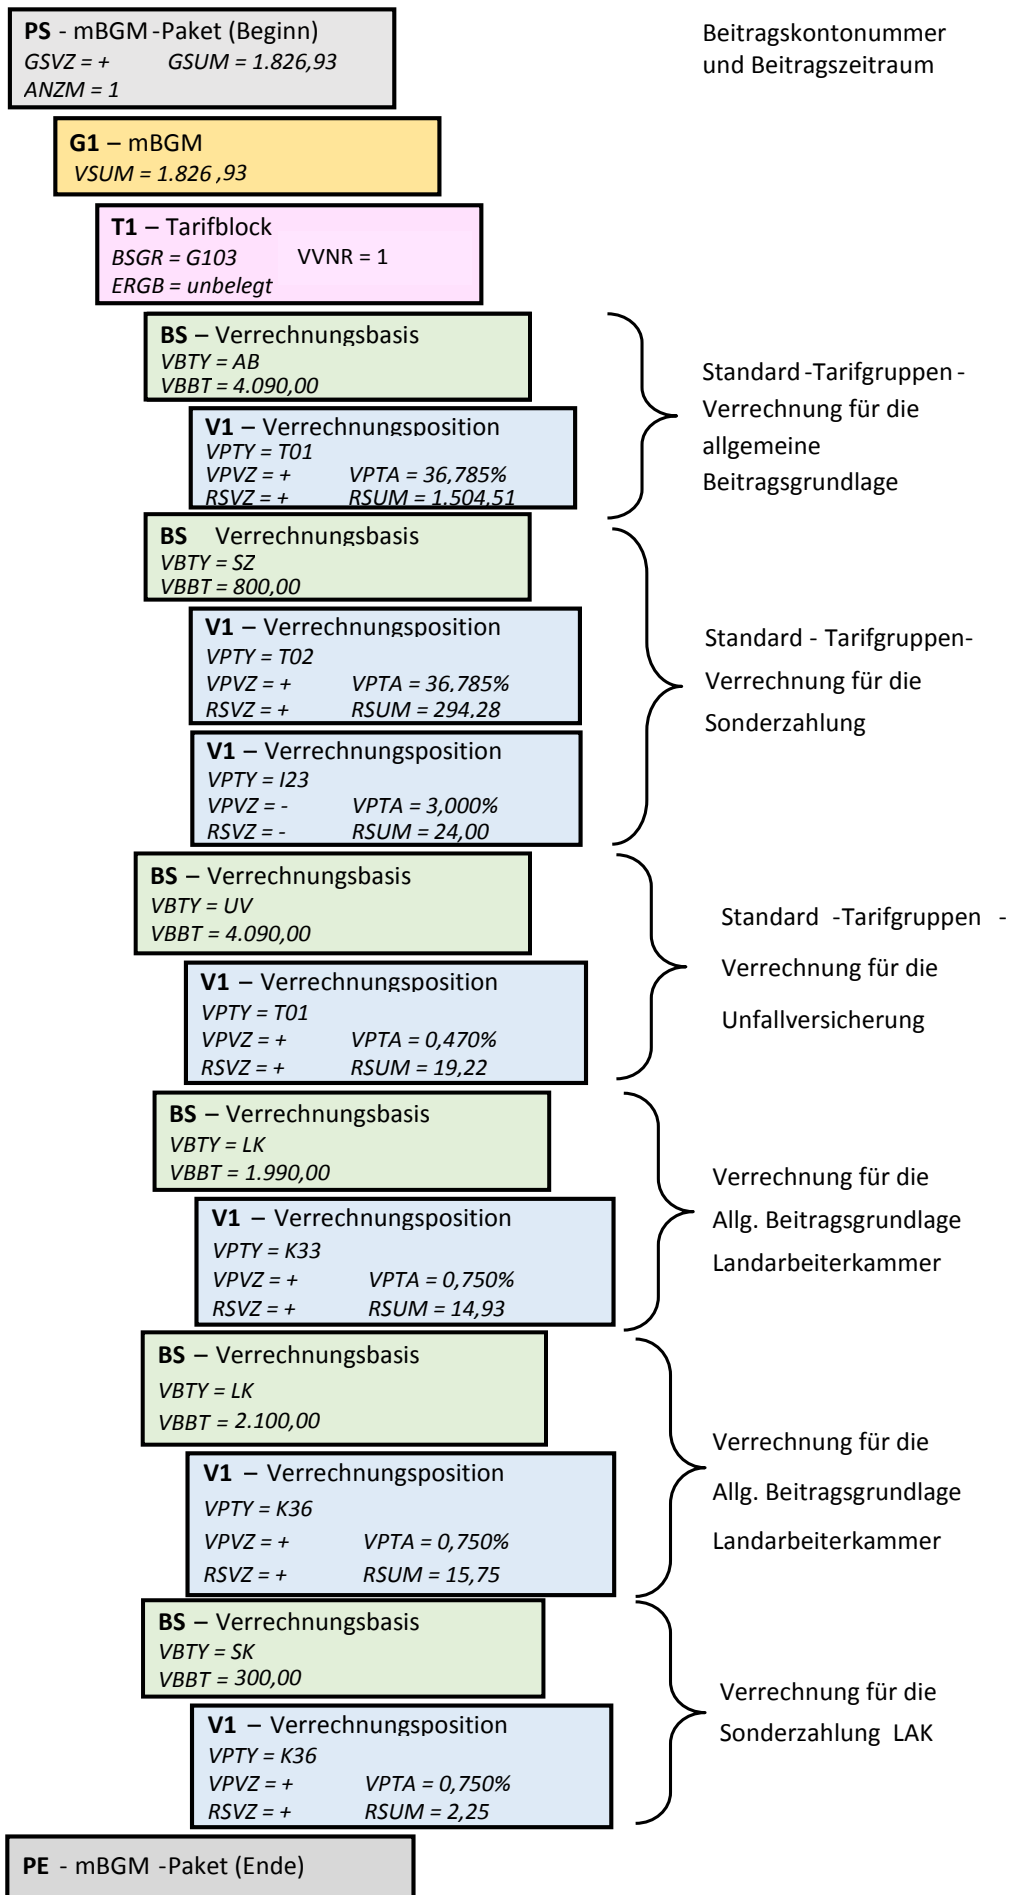 PS - mBGM -Paket (Beginn)
GSVZ = + GSUM = 1.826,93
ANZM = 1
Beitragskontonummer
und Beitragszeitraum
G1 – mBGM
VSUM = 1.826 ,93
T1 – Tarifblock
BSGR = G103 VVNR = 1
ERGB = unbelegt
BS – Verrechnungsbasis
VBTY = AB
VBBT = 4.090,00
V1 – Verrechnungsposition
VPTY = T01
VPVZ = + VPTA = 36,785%
RSVZ = + RSUM = 1.504,51
Standard -Tarifgruppen -
Verrechnung für die
allgemeine
Beitragsgrundlage
BS Verrechnungsbasis
VBTY = SZ
VBBT = 800,00
V1 – Verrechnungsposition
VPTY = T02
VPVZ = + VPTA = 36,785%
RSVZ = + RSUM = 294,28
V1 – Verrechnungsposition
VPTY = I23
VPVZ = - VPTA = 3,000%
RSVZ = - RSUM = 24,00
Standard - Tarifgruppen-
Verrechnung für die
Sonderzahlung
BS – Verrechnungsbasis
VBTY = UV
VBBT = 4.090,00
V1 – Verrechnungsposition
VPTY = T01
VPVZ = + VPTA = 0,470%
RSVZ = + RSUM = 19,22
Standard -Tarifgruppen -
Verrechnung für die
Unfallversicherung
BS – Verrechnungsbasis
VBTY = LK
VBBT = 1.990,00
V1 – Verrechnungsposition
VPTY = K33
VPVZ = + VPTA = 0,750%
RSVZ = + RSUM = 14,93
Verrechnung für die
Allg. Beitragsgrundlage
Landarbeiterkammer
BS – Verrechnungsbasis
VBTY = LK
VBBT = 2.100,00
V1 – Verrechnungsposition
VPTY = K36
VPVZ = + VPTA = 0,750%
RSVZ = + RSUM = 15,75
Verrechnung für die
Allg. Beitragsgrundlage
Landarbeiterkammer
BS – Verrechnungsbasis
VBTY = SK
VBBT = 300,00
V1 – Verrechnungsposition
VPTY = K36
VPVZ = + VPTA = 0,750%
RSVZ = + RSUM = 2,25
Verrechnung für die
Sonderzahlung LAK
PE - mBGM -Paket (Ende)